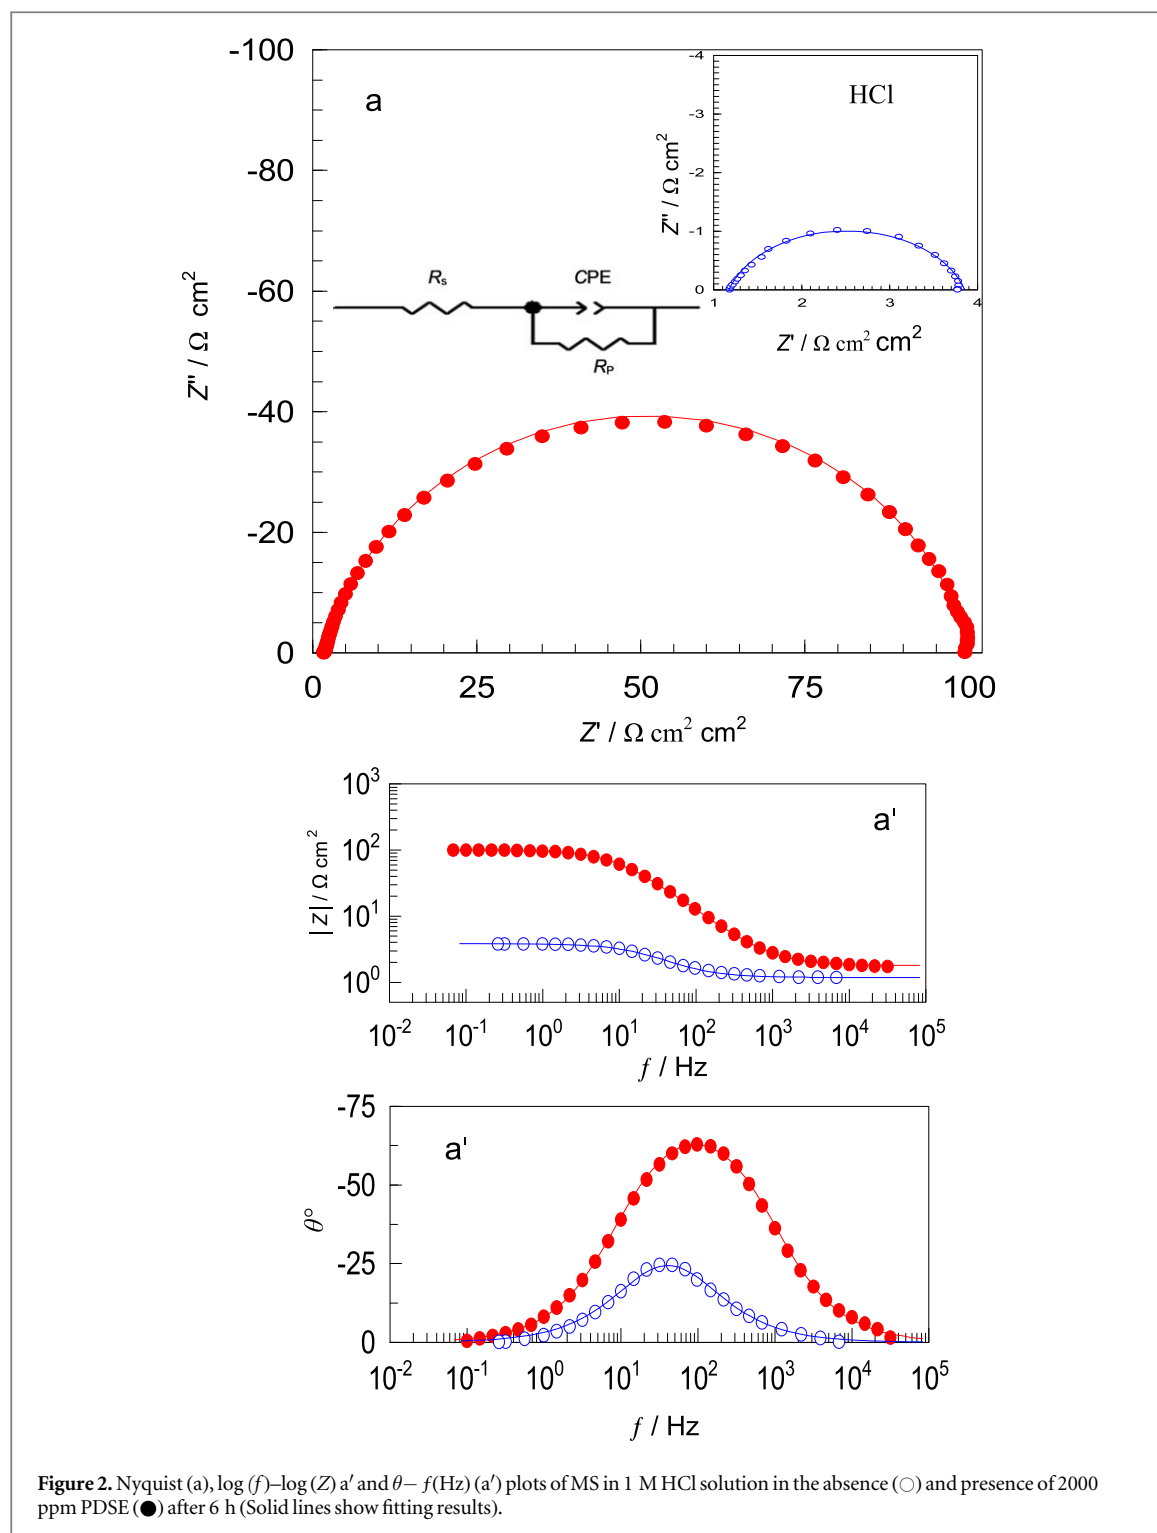 -100
-80
-60
-40
-20
0
Z'' / Ω cm²
a
HCl
-4
-3
-2
-1
0
Z'' / Ω cm²
1 2 3 4
Z' / Ω cm² cm²
Rs
CPE
RP
0 25 50 75 100
Z' / Ω cm² cm²
10³
10²
10¹
10⁰
|Z| / Ω cm²
a'
10⁻² 10⁻¹ 10⁰ 10¹ 10² 10³ 10⁴ 10⁵
f / Hz
-75
-50
-25
0
θ°
a'
10⁻² 10⁻¹ 10⁰ 10¹ 10² 10³ 10⁴ 10⁵
f / Hz
Figure 2. Nyquist (a), log (f)–log (Z) a′ and θ− f(Hz) (a′) plots of MS in 1 M HCl solution in the absence (○) and presence of 2000
ppm PDSE (●) after 6 h (Solid lines show fitting results).